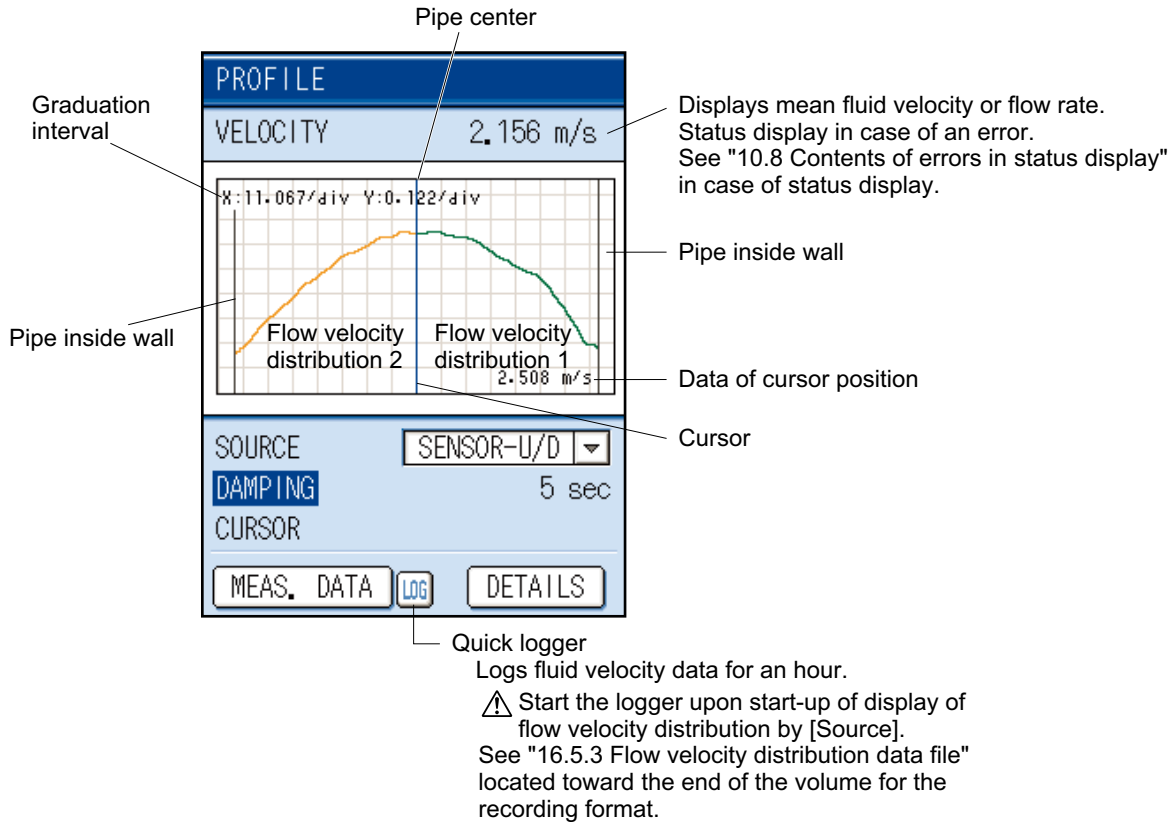 Pipe center
PROFILE
Graduation
interval
VELOCITY 2.156 m/s
Displays mean fluid velocity or flow rate.
Status display in case of an error.
See "10.8 Contents of errors in status display"
in case of status display.
X:11.067/div Y:0.122/div
Pipe inside wall
Pipe inside wall
Flow velocity
distribution 2
Flow velocity
distribution 1
2.508 m/s
Data of cursor position
Cursor
SOURCE SENSOR-U/D
DAMPING 5 sec
CURSOR
MEAS. DATA LOG DETAILS
Quick logger
Logs fluid velocity data for an hour.
Start the logger upon start-up of display of
flow velocity distribution by [Source].
See "16.5.3 Flow velocity distribution data file"
located toward the end of the volume for the
recording format.